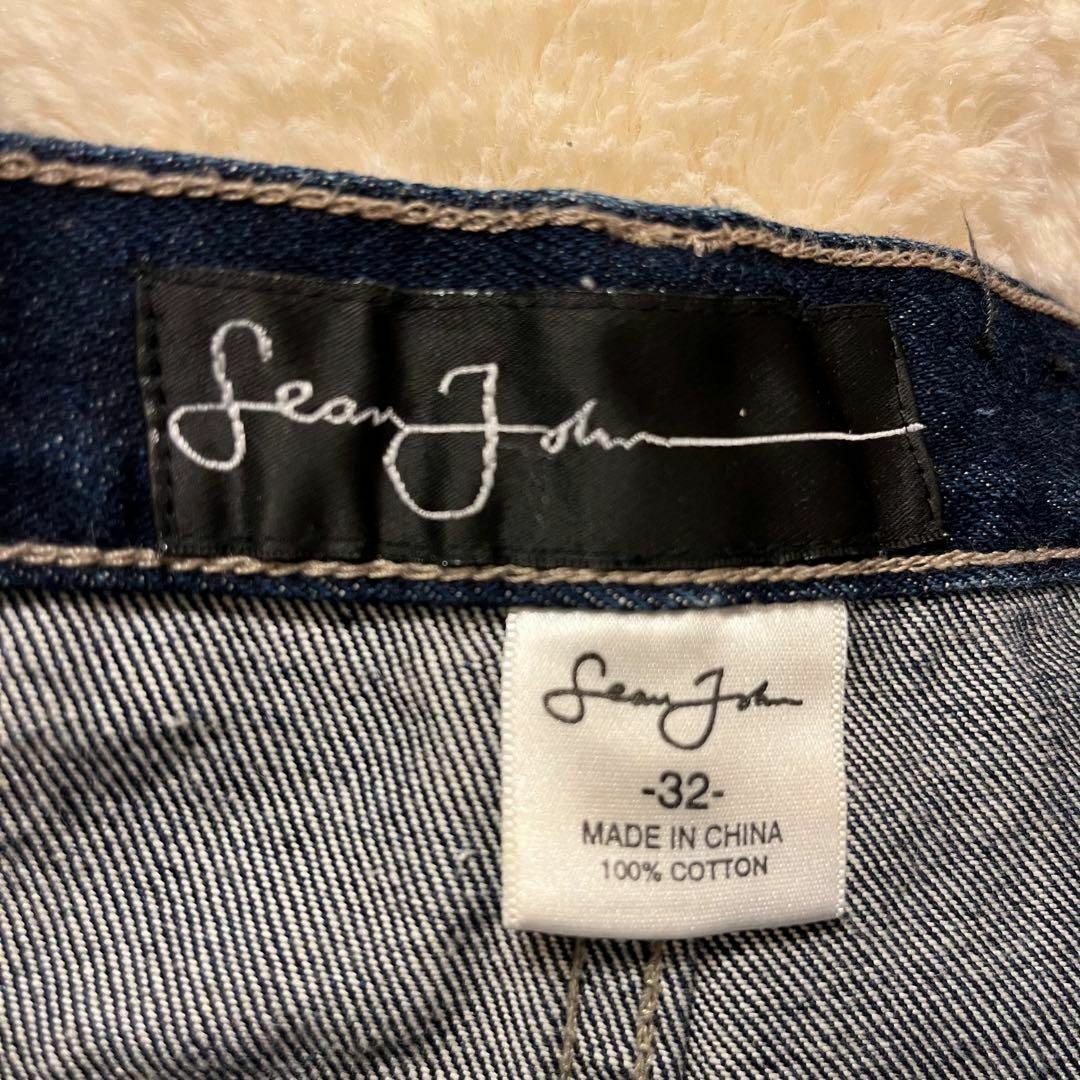 Sean John
Sean John
-32-
MADE IN CHINA
100% COTTON